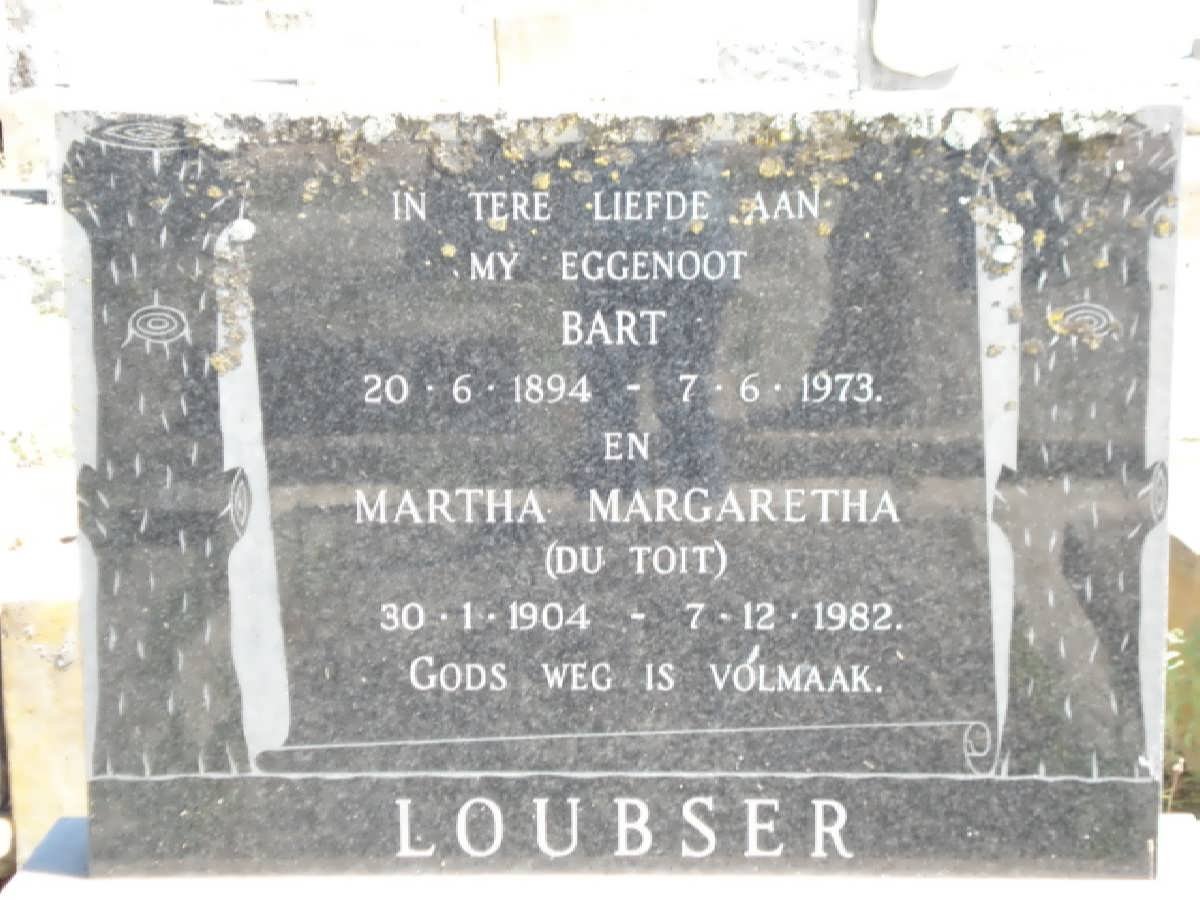 IN TERE LIEFDE AAN
MY EGGENOOT
BART
20 · 6 · 1894 - 7 · 6 · 1973.
EN
MARTHA MARGARETHA
(DU TOIT)
30 · 1 · 1904 - 7 · 12 · 1982.
GODS WEG IS VOLMAAK.
LOUBSER